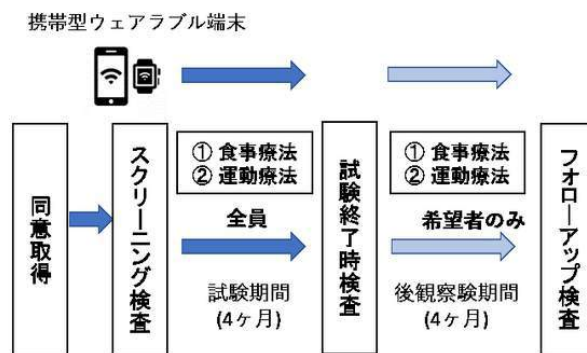 携帯型ウェアラブル端末
同意取得
スクリーニング検査
① 食事療法
② 運動療法
全員
試験期間
(4ヶ月)
試験終了時検査
① 食事療法
② 運動療法
希望者のみ
後観察験期間
(4ヶ月)
フォローアップ検査